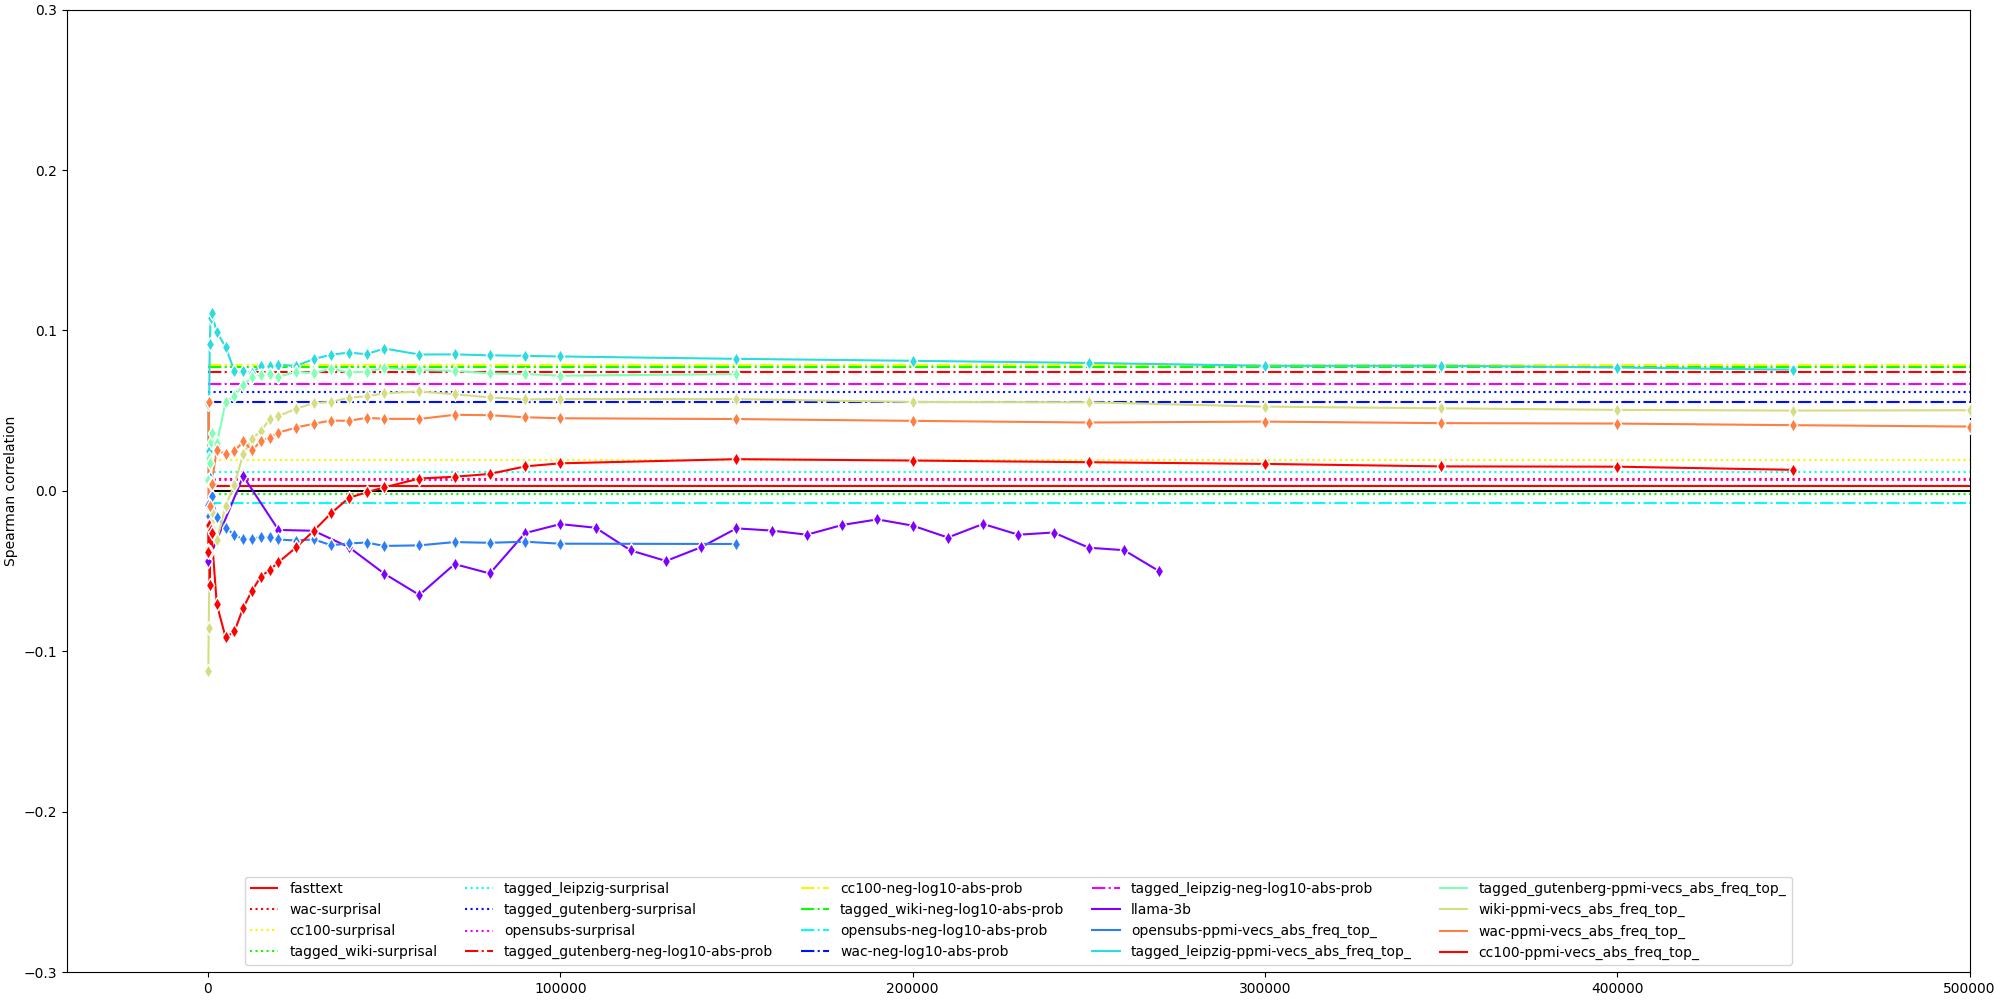 0.3
0.2
0.1
0.0
−0.1
−0.2
−0.3
Spearman correlation
fasttext
wac-surprisal
cc100-surprisal
tagged_wiki-surprisal
tagged_leipzig-surprisal
tagged_gutenberg-surprisal
opensubs-surprisal
tagged_gutenberg-neg-log10-abs-prob
cc100-neg-log10-abs-prob
tagged_wiki-neg-log10-abs-prob
opensubs-neg-log10-abs-prob
wac-neg-log10-abs-prob
tagged_leipzig-neg-log10-abs-prob
llama-3b
opensubs-ppmi-vecs_abs_freq_top_
tagged_leipzig-ppmi-vecs_abs_freq_top_
tagged_gutenberg-ppmi-vecs_abs_freq_top_
wiki-ppmi-vecs_abs_freq_top_
wac-ppmi-vecs_abs_freq_top_
cc100-ppmi-vecs_abs_freq_top_
0 100000 200000 300000 400000 500000